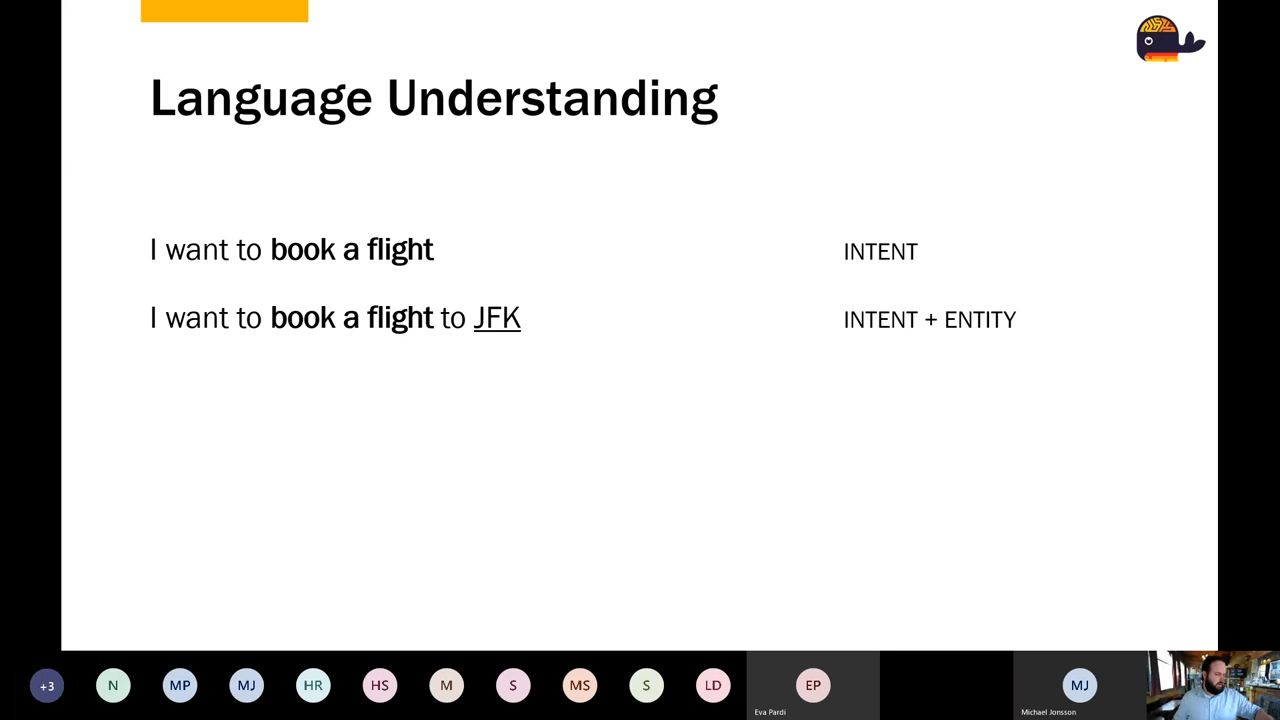 Language Understanding
I want to book a flight INTENT
I want to book a flight to JFK INTENT + ENTITY
+3 N MP MJ HR HS M S MS S LD EP MJ
Eva Pardi Michael Jonsson